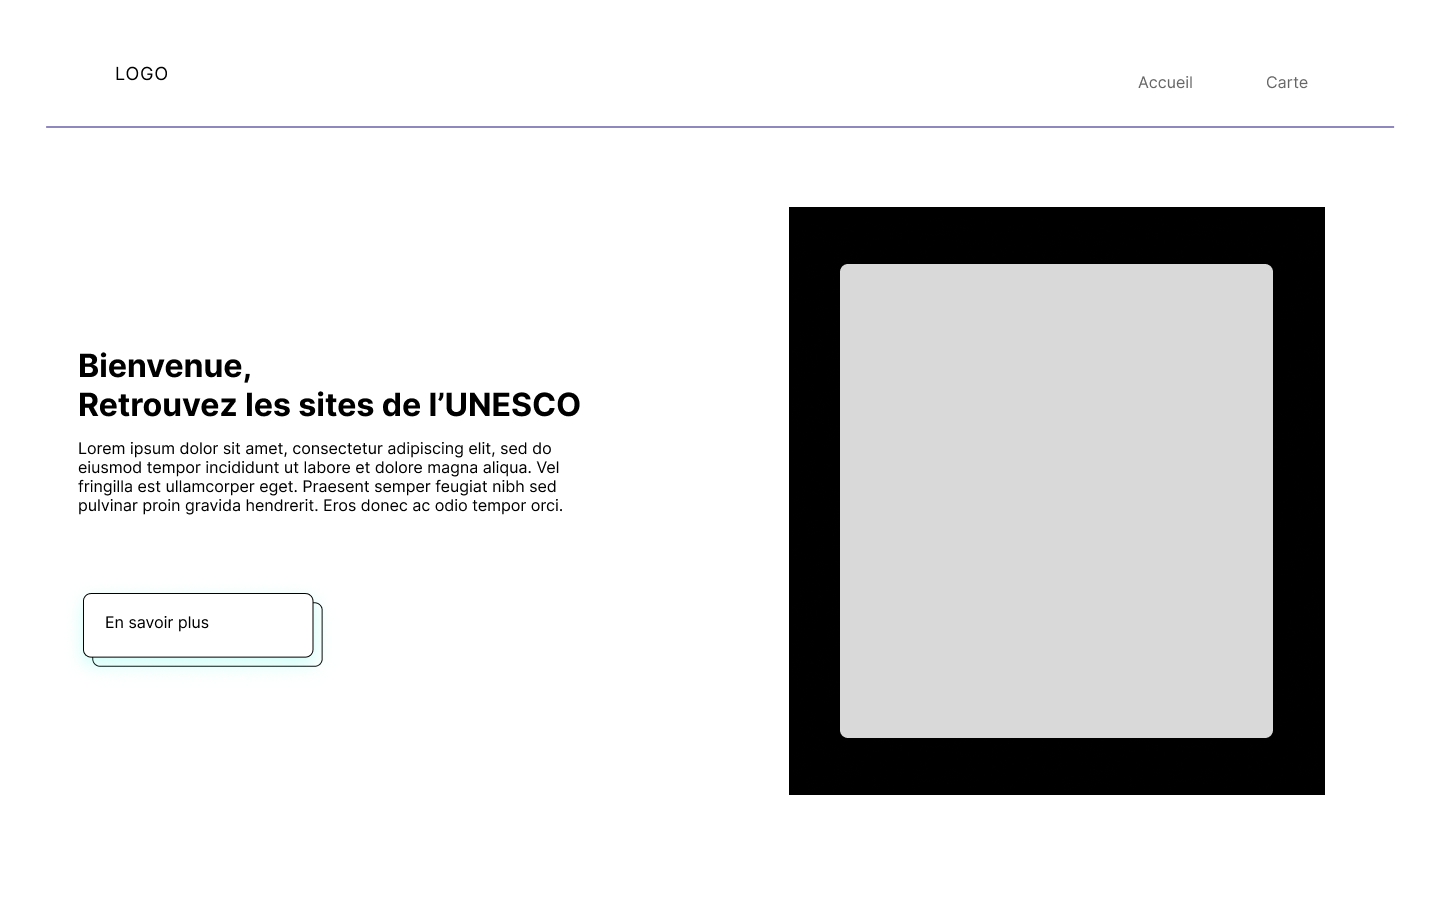 LOGO
Accueil
Carte
Bienvenue,
Retrouvez les sites de l’UNESCO
Lorem ipsum dolor sit amet, consectetur adipiscing elit, sed do
eiusmod tempor incididunt ut labore et dolore magna aliqua. Vel
fringilla est ullamcorper eget. Praesent semper feugiat nibh sed
pulvinar proin gravida hendrerit. Eros donec ac odio tempor orci.
En savoir plus